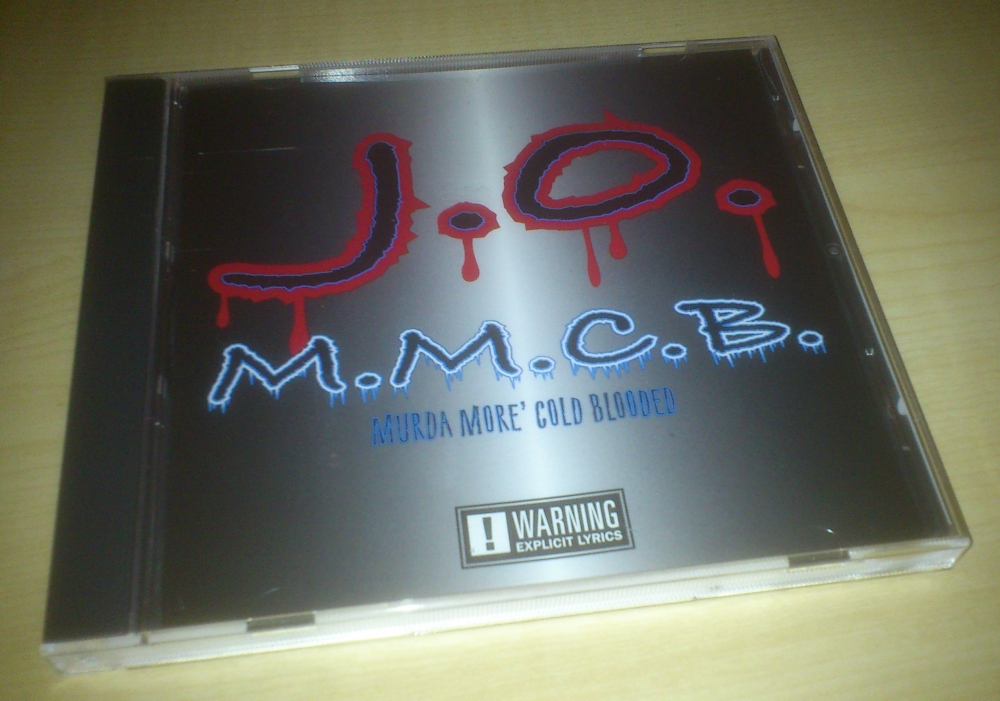 J.O.
M.M.C.B.
MURDA MORE' COLD BLOODED
! WARNING
EXPLICIT LYRICS